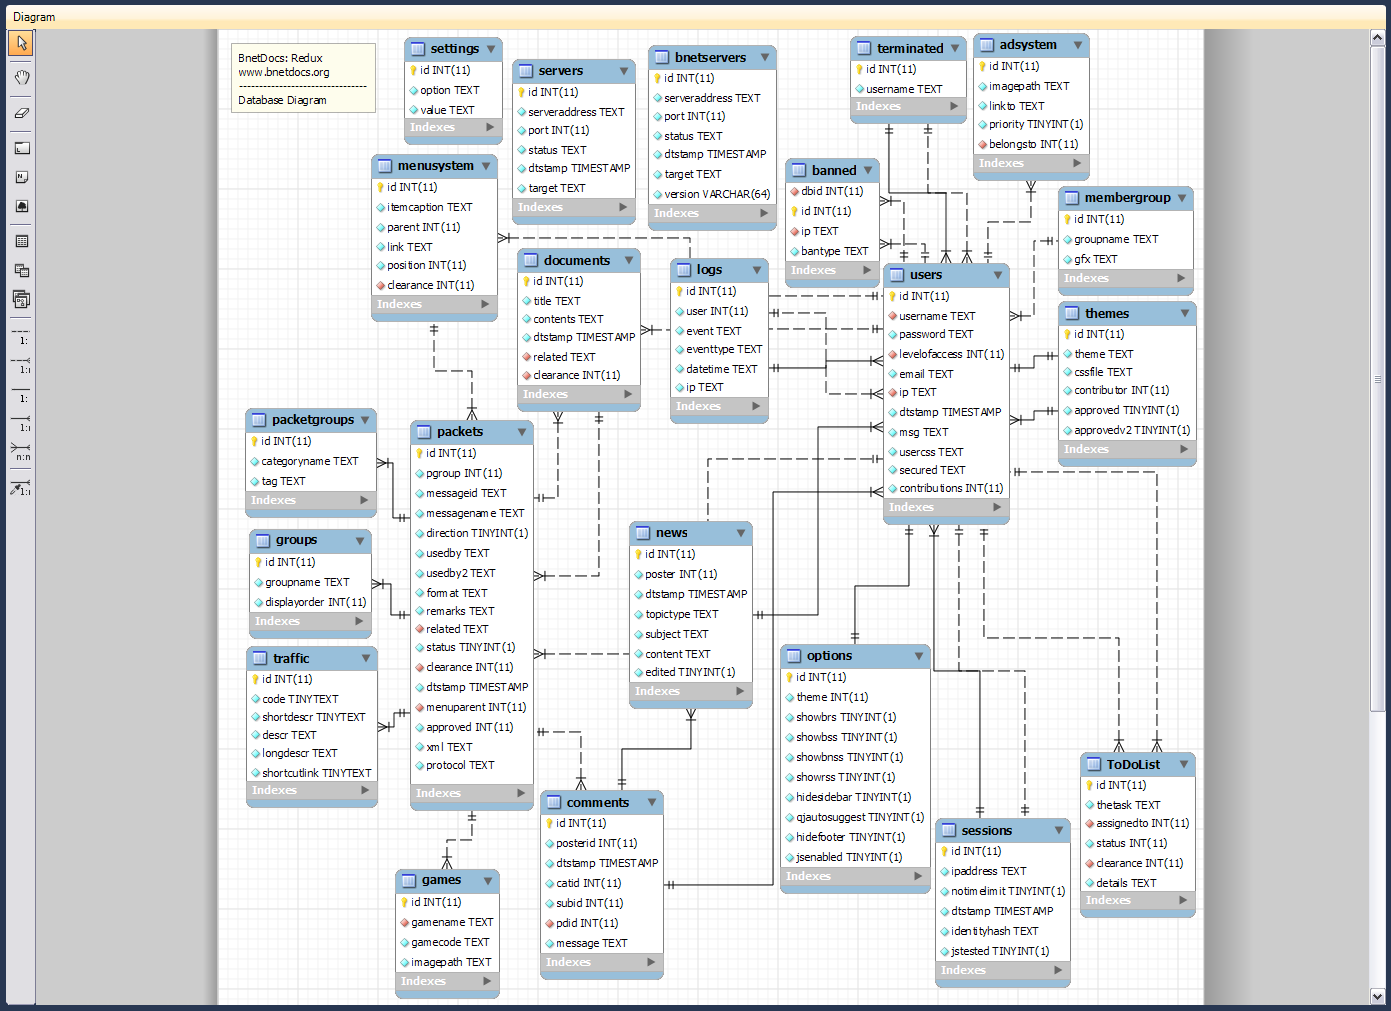 Diagram
BnetDocs: Redux
www.bnetdocs.org
--------------------------------
Database Diagram
settings
id INT(11)
option TEXT
value TEXT
Indexes
servers
id INT(11)
serveraddress TEXT
port INT(11)
status TEXT
dtstamp TIMESTAMP
target TEXT
Indexes
bnetservers
id INT(11)
serveraddress TEXT
port INT(11)
status TEXT
dtstamp TIMESTAMP
target TEXT
version VARCHAR(64)
Indexes
terminated
id INT(11)
username TEXT
Indexes
adsystem
id INT(11)
imagepath TEXT
linkto TEXT
priority TINYINT(1)
belongsto INT(11)
Indexes
menusystem
id INT(11)
itemcaption TEXT
parent INT(11)
link TEXT
position INT(11)
clearance INT(11)
Indexes
banned
dbid INT(11)
id INT(11)
ip TEXT
bantype TEXT
Indexes
membergroup
id INT(11)
groupname TEXT
gfx TEXT
Indexes
documents
id INT(11)
title TEXT
contents TEXT
dtstamp TIMESTAMP
related TEXT
clearance INT(11)
Indexes
logs
id INT(11)
user INT(11)
event TEXT
eventtype TEXT
datetime TEXT
ip TEXT
Indexes
users
id INT(11)
username TEXT
password TEXT
levelofaccess INT(11)
email TEXT
ip TEXT
dtstamp TIMESTAMP
msg TEXT
usercss TEXT
secured TEXT
contributions INT(11)
Indexes
themes
id INT(11)
theme TEXT
cssfile TEXT
contributor INT(11)
approved TINYINT(1)
approvedv2 TINYINT(1)
Indexes
packetgroups
id INT(11)
categoryname TEXT
tag TEXT
Indexes
packets
id INT(11)
pgroup INT(11)
messageid TEXT
messagename TEXT
direction TINYINT(1)
usedby TEXT
usedby2 TEXT
format TEXT
remarks TEXT
related TEXT
status TINYINT(1)
clearance INT(11)
dtstamp TIMESTAMP
menuparent INT(11)
approved INT(11)
xml TEXT
protocol TEXT
Indexes
groups
id INT(11)
groupname TEXT
displayorder INT(11)
Indexes
news
id INT(11)
poster INT(11)
dtstamp TIMESTAMP
topictype TEXT
subject TEXT
content TEXT
edited TINYINT(1)
Indexes
traffic
id INT(11)
code TINYTEXT
shortdescr TINYTEXT
descr TEXT
longdescr TEXT
shortcutlink TINYTEXT
Indexes
options
id INT(11)
theme INT(11)
showbrs TINYINT(1)
showbss TINYINT(1)
showbnss TINYINT(1)
showrss TINYINT(1)
hidesidebar TINYINT(1)
qjautosuggest TINYINT(1)
hidefooter TINYINT(1)
jsenabled TINYINT(1)
Indexes
ToDoList
id INT(11)
thetask TEXT
assignedto INT(11)
status INT(11)
clearance INT(11)
details TEXT
Indexes
comments
id INT(11)
posterid INT(11)
dtstamp TIMESTAMP
catid INT(11)
subid INT(11)
pdid INT(11)
message TEXT
Indexes
sessions
id INT(11)
ipaddress TEXT
notimelimit TINYINT(1)
dtstamp TIMESTAMP
identityhash TEXT
jstested TINYINT(1)
Indexes
games
id INT(11)
gamename TEXT
gamecode TEXT
imagepath TEXT
Indexes
1:
1:
1:
1:
n:n
1: